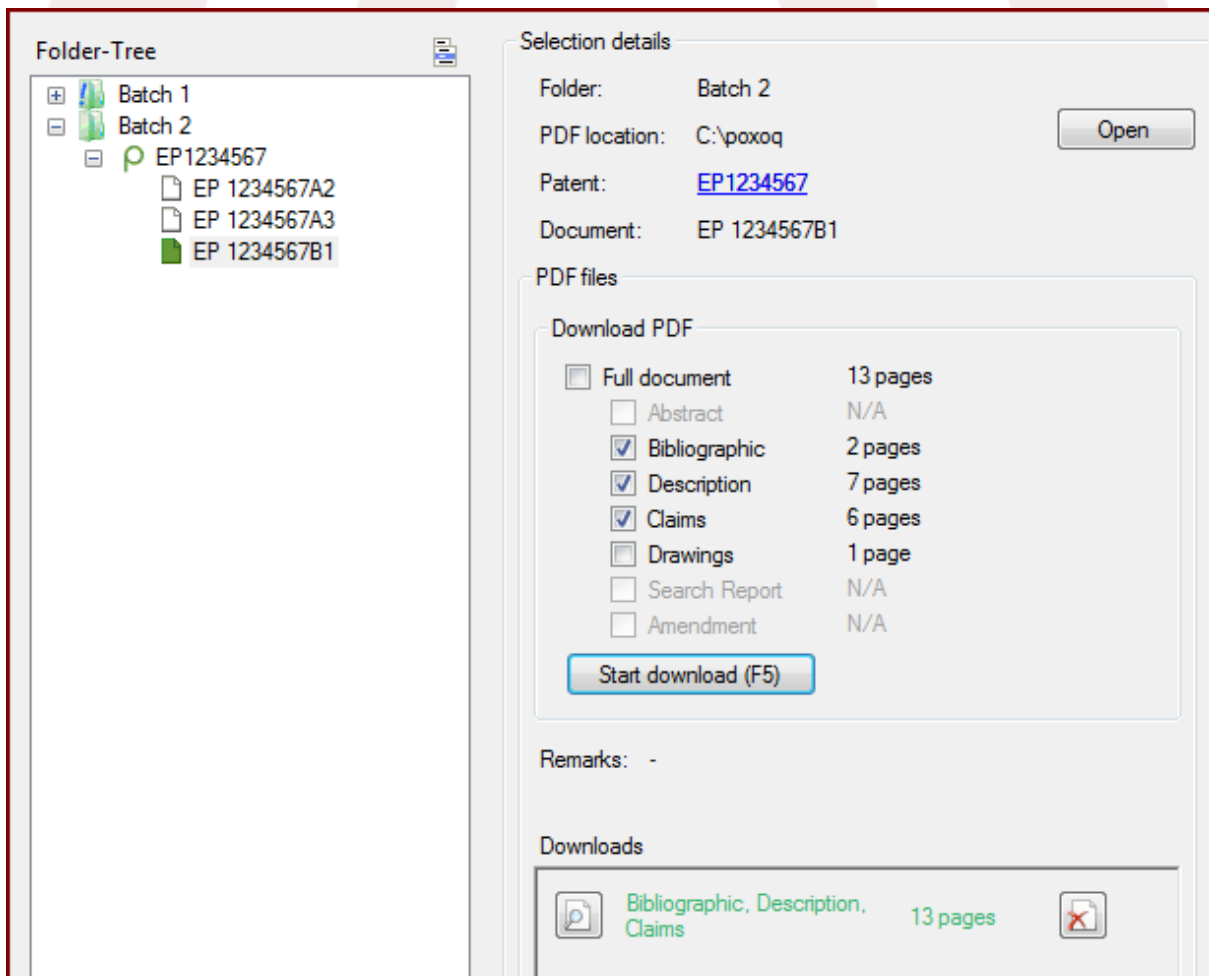 Folder-Tree
Batch 1
Batch 2
EP1234567
EP 1234567A2
EP 1234567A3
EP 1234567B1
Selection details
Folder: Batch 2
PDF location: C:\poxoq
Open
Patent: EP1234567
Document: EP 1234567B1
PDF files
Download PDF
Full document 13 pages
Abstract N/A
Bibliographic 2 pages
Description 7 pages
Claims 6 pages
Drawings 1 page
Search Report N/A
Amendment N/A
Start download (F5)
Remarks: -
Downloads
Bibliographic, Description,
Claims
13 pages